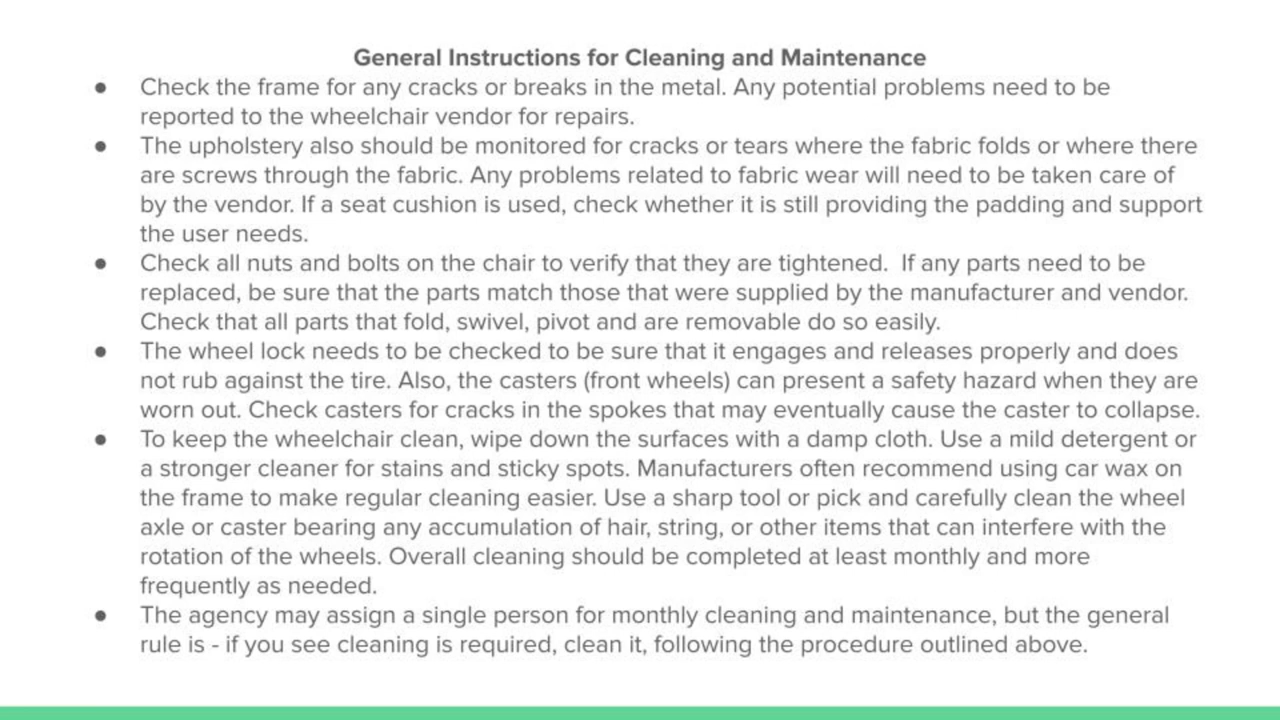 General Instructions for Cleaning and Maintenance
● Check the frame for any cracks or breaks in the metal. Any potential problems need to be
reported to the wheelchair vendor for repairs.
● The upholstery also should be monitored for cracks or tears where the fabric folds or where there
are screws through the fabric. Any problems related to fabric wear will need to be taken care of
by the vendor. If a seat cushion is used, check whether it is still providing the padding and support
the user needs.
● Check all nuts and bolts on the chair to verify that they are tightened.  If any parts need to be
replaced, be sure that the parts match those that were supplied by the manufacturer and vendor.
Check that all parts that fold, swivel, pivot and are removable do so easily.
● The wheel lock needs to be checked to be sure that it engages and releases properly and does
not rub against the tire. Also, the casters (front wheels) can present a safety hazard when they are
worn out. Check casters for cracks in the spokes that may eventually cause the caster to collapse.
● To keep the wheelchair clean, wipe down the surfaces with a damp cloth. Use a mild detergent or
a stronger cleaner for stains and sticky spots. Manufacturers often recommend using car wax on
the frame to make regular cleaning easier. Use a sharp tool or pick and carefully clean the wheel
axle or caster bearing any accumulation of hair, string, or other items that can interfere with the
rotation of the wheels. Overall cleaning should be completed at least monthly and more
frequently as needed.
● The agency may assign a single person for monthly cleaning and maintenance, but the general
rule is - if you see cleaning is required, clean it, following the procedure outlined above.